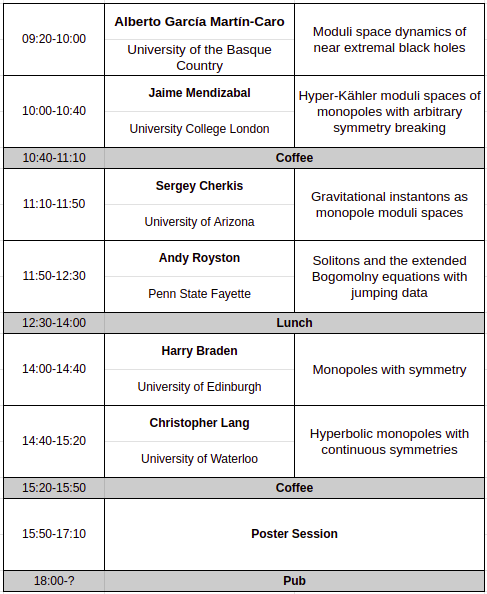 09:20-10:00
Alberto García Martín-Caro
University of the Basque
Country
Moduli space dynamics of
near extremal black holes
10:00-10:40
Jaime Mendizabal
University College London
Hyper-Kähler moduli spaces of
monopoles with arbitrary
symmetry breaking
10:40-11:10
Coffee
11:10-11:50
Sergey Cherkis
University of Arizona
Gravitational instantons as
monopole moduli spaces
11:50-12:30
Andy Royston
Penn State Fayette
Solitons and the extended
Bogomolny equations with
jumping data
12:30-14:00
Lunch
14:00-14:40
Harry Braden
University of Edinburgh
Monopoles with symmetry
14:40-15:20
Christopher Lang
University of Waterloo
Hyperbolic monopoles with
continuous symmetries
15:20-15:50
Coffee
15:50-17:10
Poster Session
18:00-?
Pub